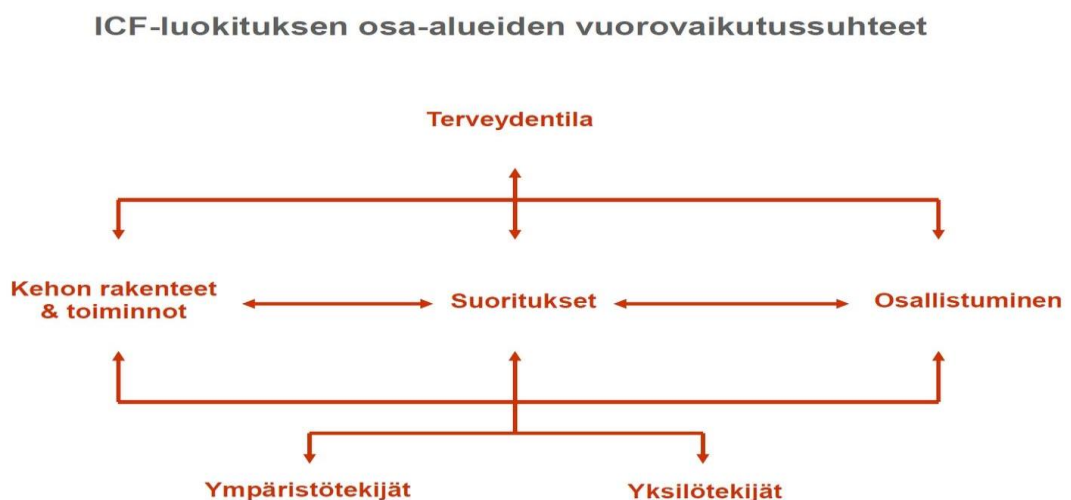 ICF-luokituksen osa-alueiden vuorovaikutussuhteet
Terveydentila
Kehon rakenteet
& toiminnot
Suoritukset
Osallistuminen
Ympäristötekijät
Yksilötekijät